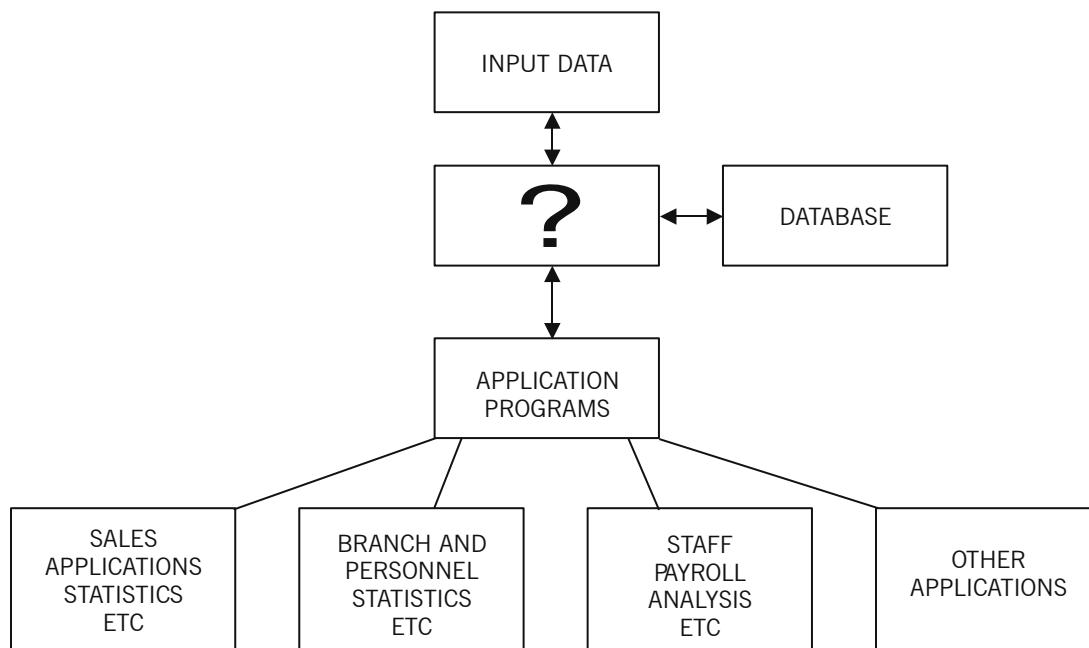 INPUT DATA
?
DATABASE
APPLICATION
PROGRAMS
SALES
APPLICATIONS
STATISTICS
ETC
BRANCH AND
PERSONNEL
STATISTICS
ETC
STAFF
PAYROLL
ANALYSIS
ETC
OTHER
APPLICATIONS